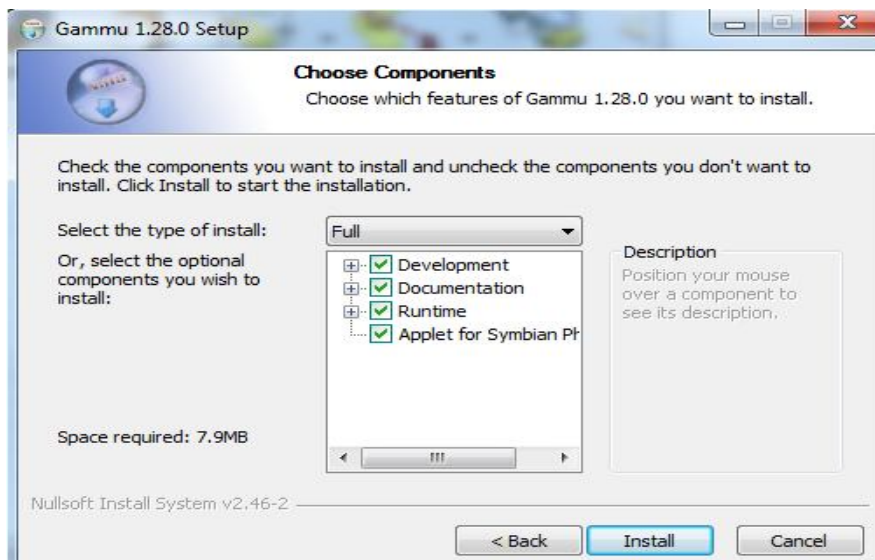 Gammu 1.28.0 Setup
Choose Components
Choose which features of Gammu 1.28.0 you want to install.
Check the components you want to install and uncheck the components you don't want to
install. Click Install to start the installation.
Select the type of install:
Full
Or, select the optional
components you wish to
install:
Development
Documentation
Runtime
Applet for Symbian Ph
Description
Position your mouse
over a component to
see its description.
Space required: 7.9MB
Nullsoft Install System v2.46-2
< Back
Install
Cancel